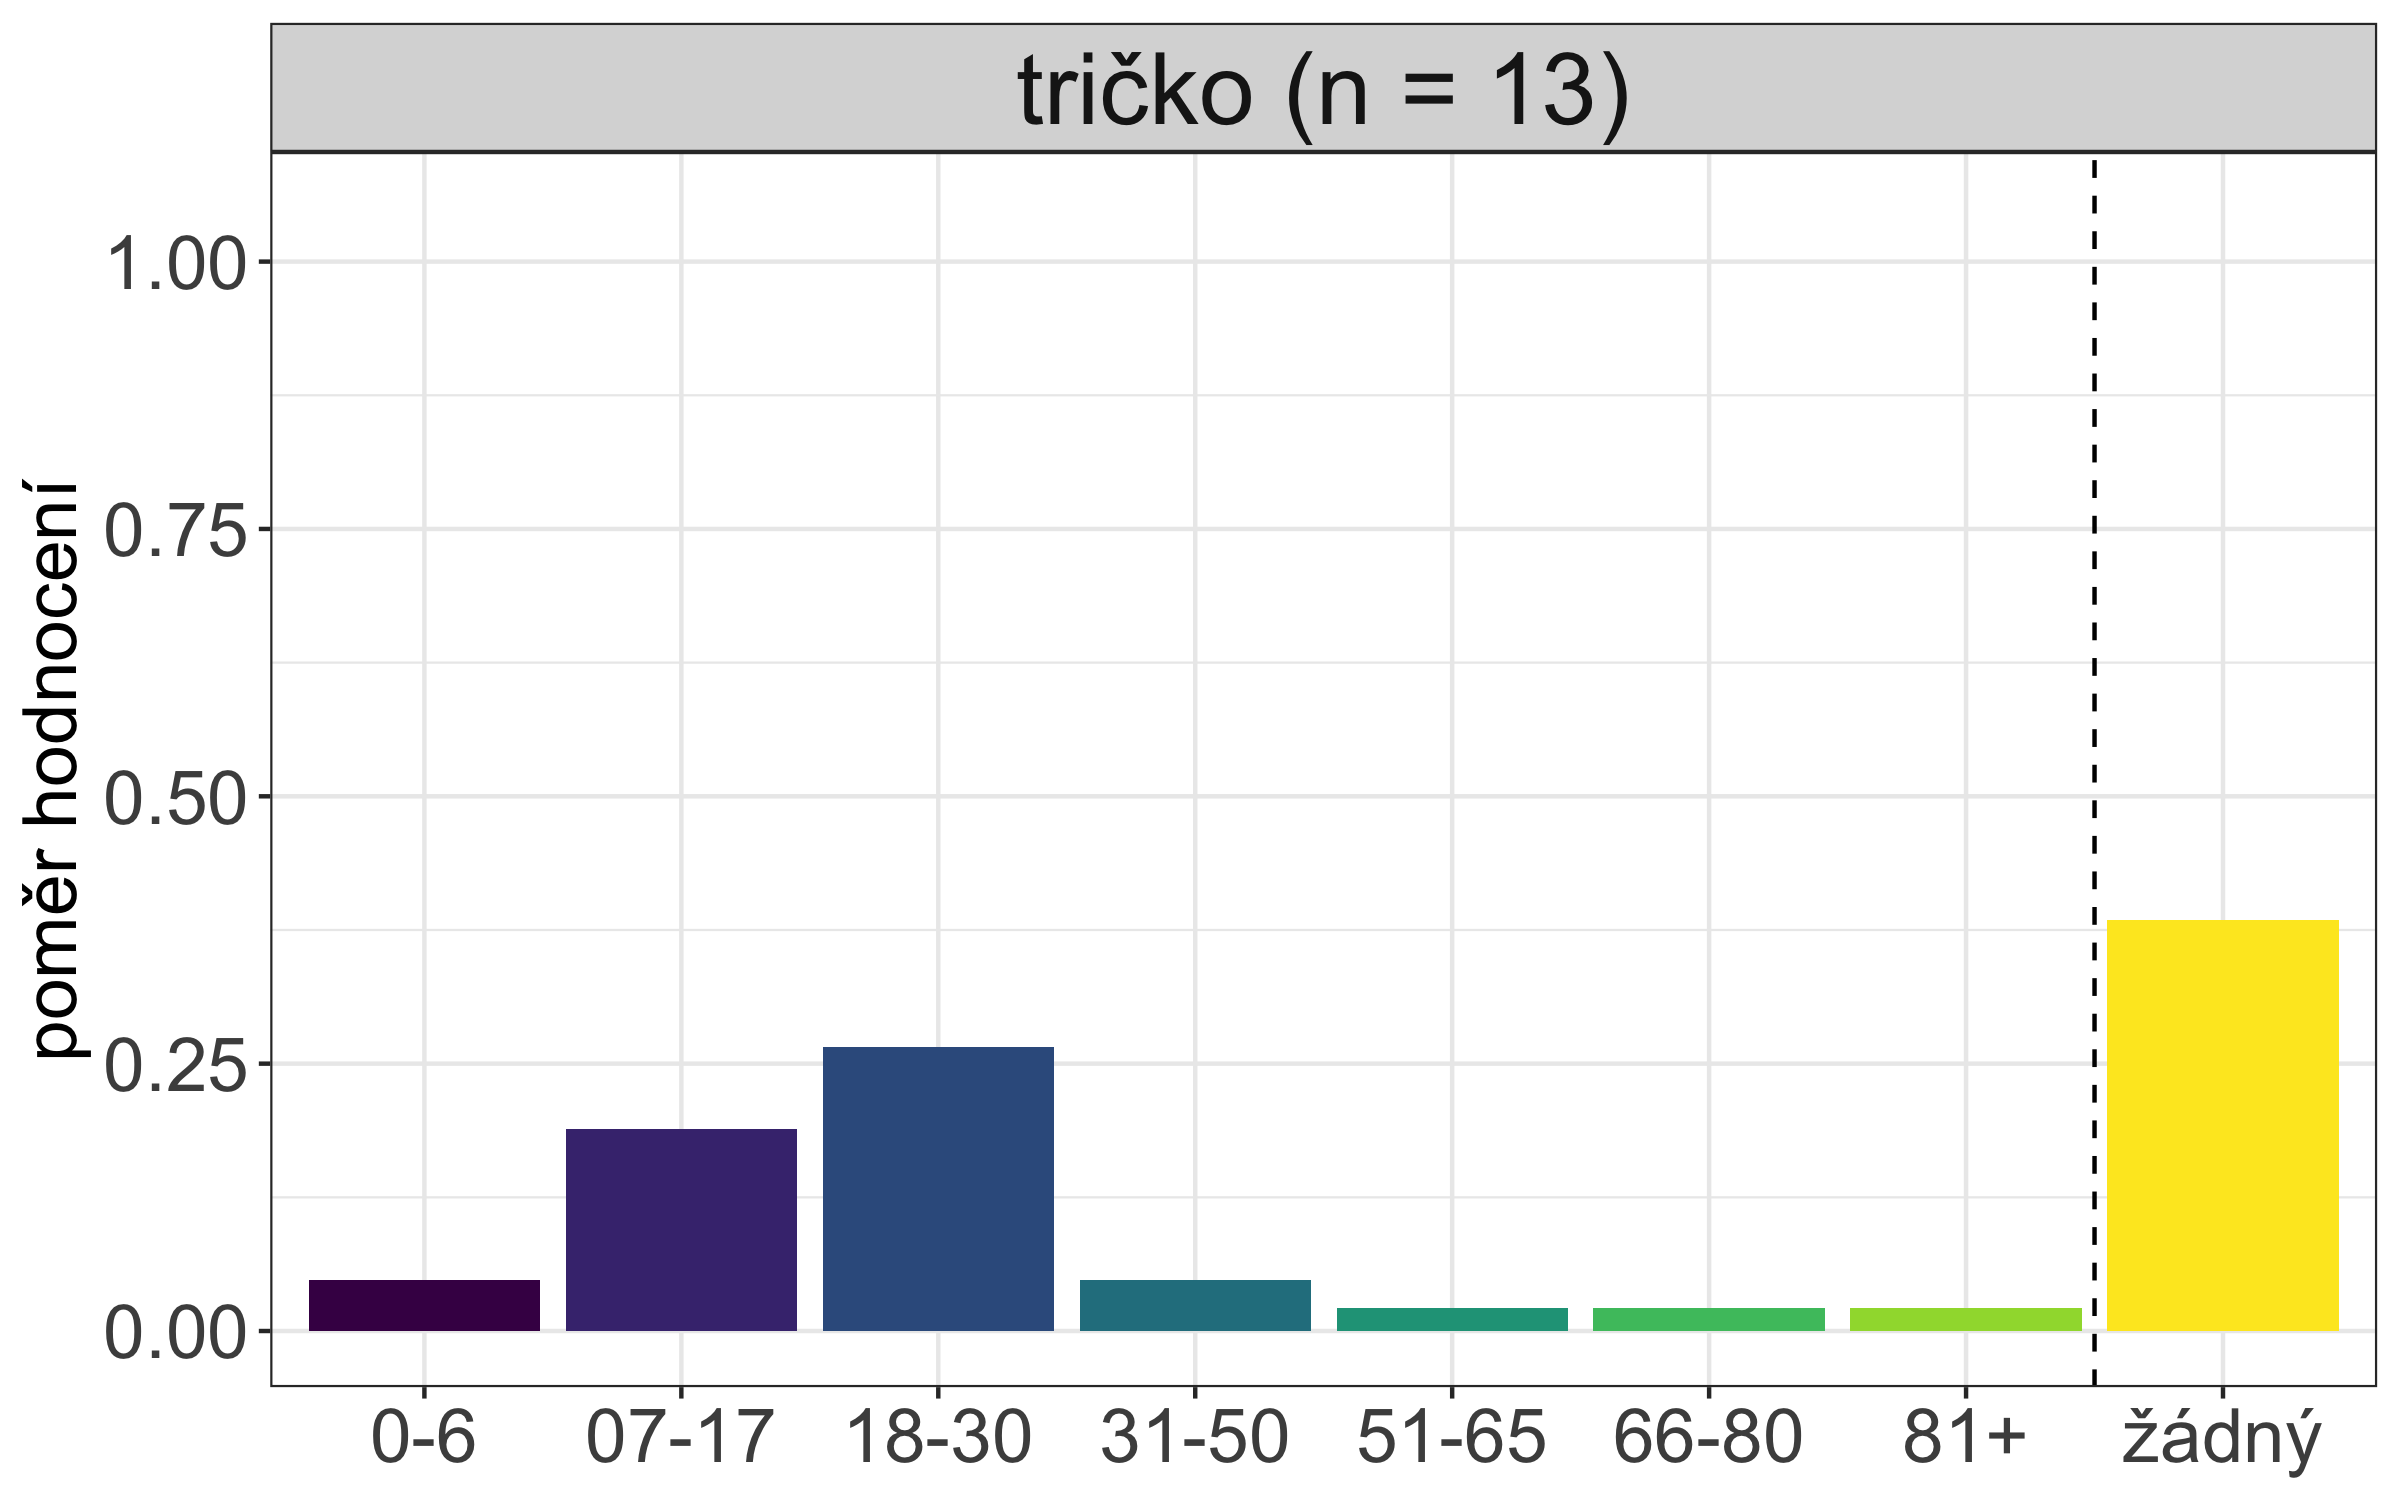 tričko (n = 13)
poměr hodnocení
1.00
0.75
0.50
0.25
0.00
0-6 07-17 18-30 31-50 51-65 66-80 81+ žádný